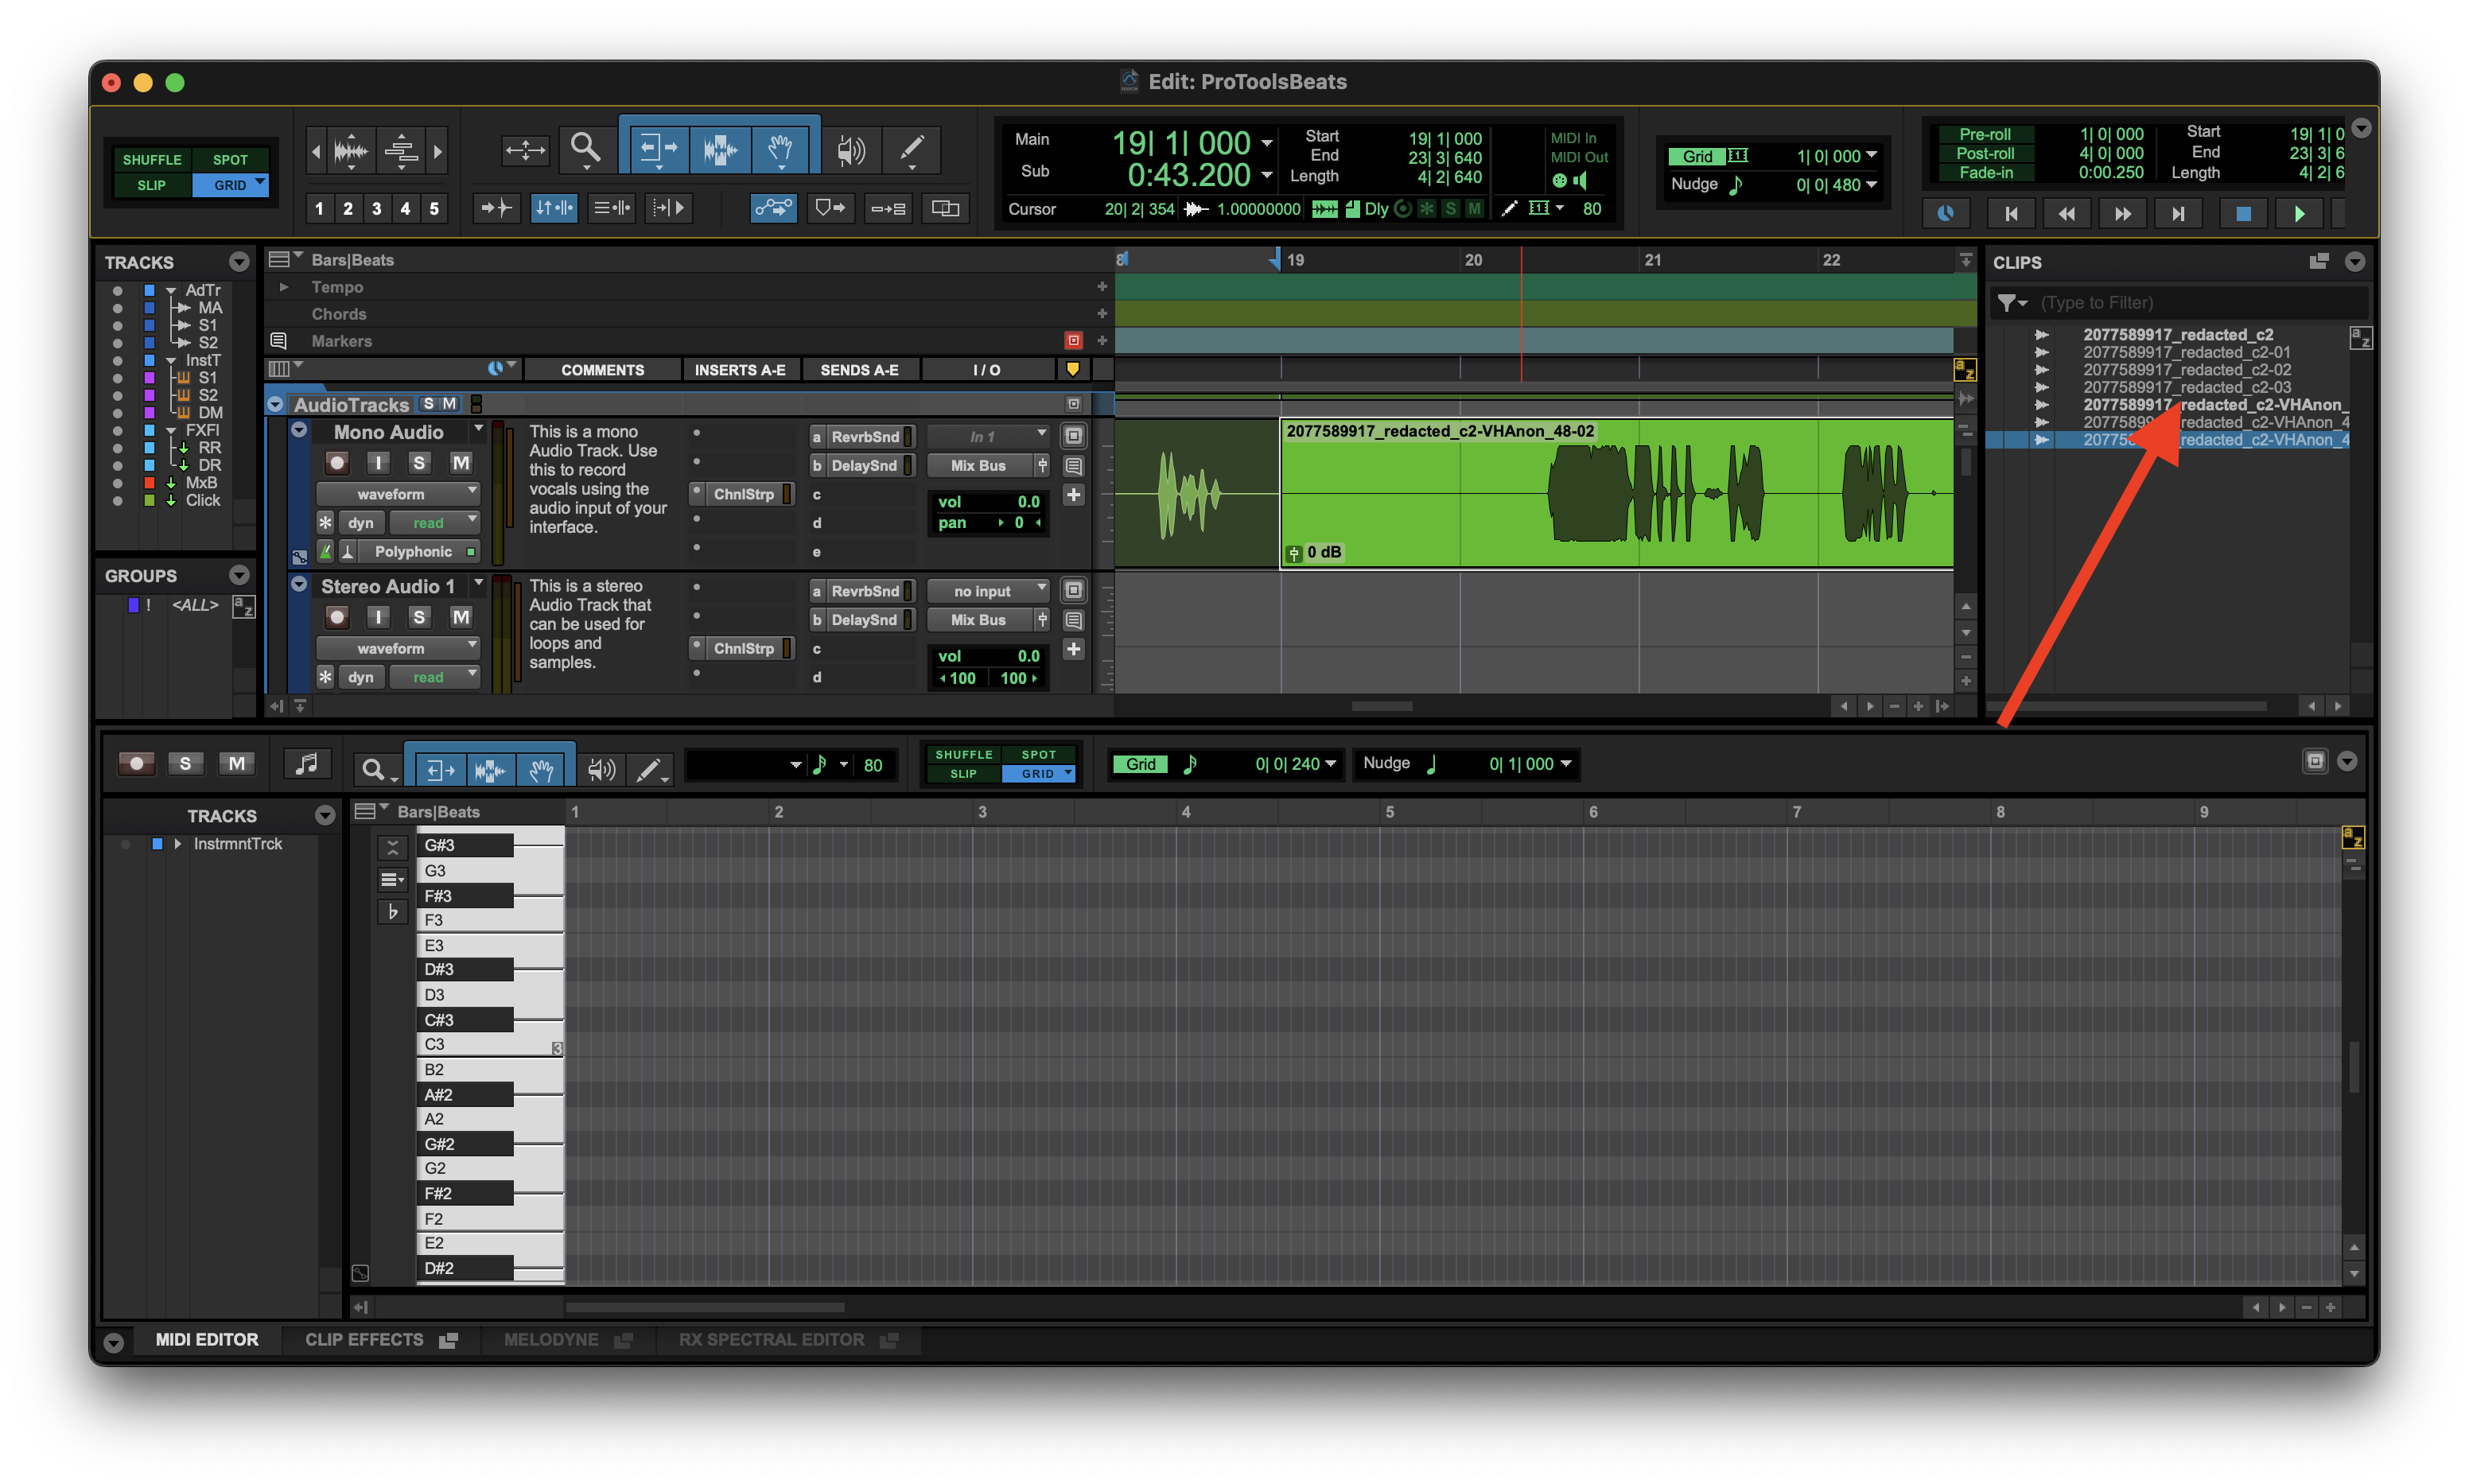 Edit: ProToolsBeats
SHUFFLE SPOT
SLIP GRID
1 2 3 4 5
Main 19| 1| 000
Sub 0:43.200
Start 19| 1| 000
End 23| 3| 640
Length 4| 2| 640
Cursor 20| 2| 354 1.00000000 Dly S M
MIDI In
MIDI Out
80
Grid 1| 0| 000
Nudge 0| 0| 480
Pre-roll 1| 0| 000
Post-roll 4| 0| 000
Fade-in 0:00.250
Start 19| 1| 0
End 23| 3| 6
Length 4| 2| 6
TRACKS
AdTr
MA
S1
S2
InstT
S1
S2
DM
FXFl
RR
DR
MxB
Click
GROUPS
! <ALL> a z
Bars|Beats
Tempo
Chords
Markers
8 19 20 21 22
COMMENTS INSERTS A-E SENDS A-E I / O
AudioTracks S M
Mono Audio
I S M
waveform
dyn read
Polyphonic
This is a mono
Audio Track. Use
this to record
vocals using the
audio input of your
interface.
ChnlStrp
a RevrbSnd
b DelaySnd
c
d
e
In 1
Mix Bus
vol 0.0
pan 0
2077589917_redacted_c2-VHAnon_48-02
0 dB
Stereo Audio 1
I S M
waveform
dyn read
This is a stereo
Audio Track that
can be used for
loops and
samples.
ChnlStrp
a RevrbSnd
b DelaySnd
c
d
no input
Mix Bus
vol 0.0
100 100
a z
CLIPS
(Type to Filter)
2077589917_redacted_c2
2077589917_redacted_c2-01
2077589917_redacted_c2-02
2077589917_redacted_c2-03
2077589917_redacted_c2-VHAnon_
_redacted_c2-VHAnon_4
_redacted_c2-VHAnon_4
a z
S M
80
SHUFFLE SPOT
SLIP GRID
Grid 0| 0| 240
Nudge 0| 1| 000
TRACKS
InstrmntTrck
Bars|Beats
1 2 3 4 5 6 7 8 9
a z
G#3
G3
F#3
F3
E3
D#3
D3
C#3
C3 3
B2
A#2
A2
G#2
G2
F#2
F2
E2
D#2
MIDI EDITOR CLIP EFFECTS MELODYNE RX SPECTRAL EDITOR